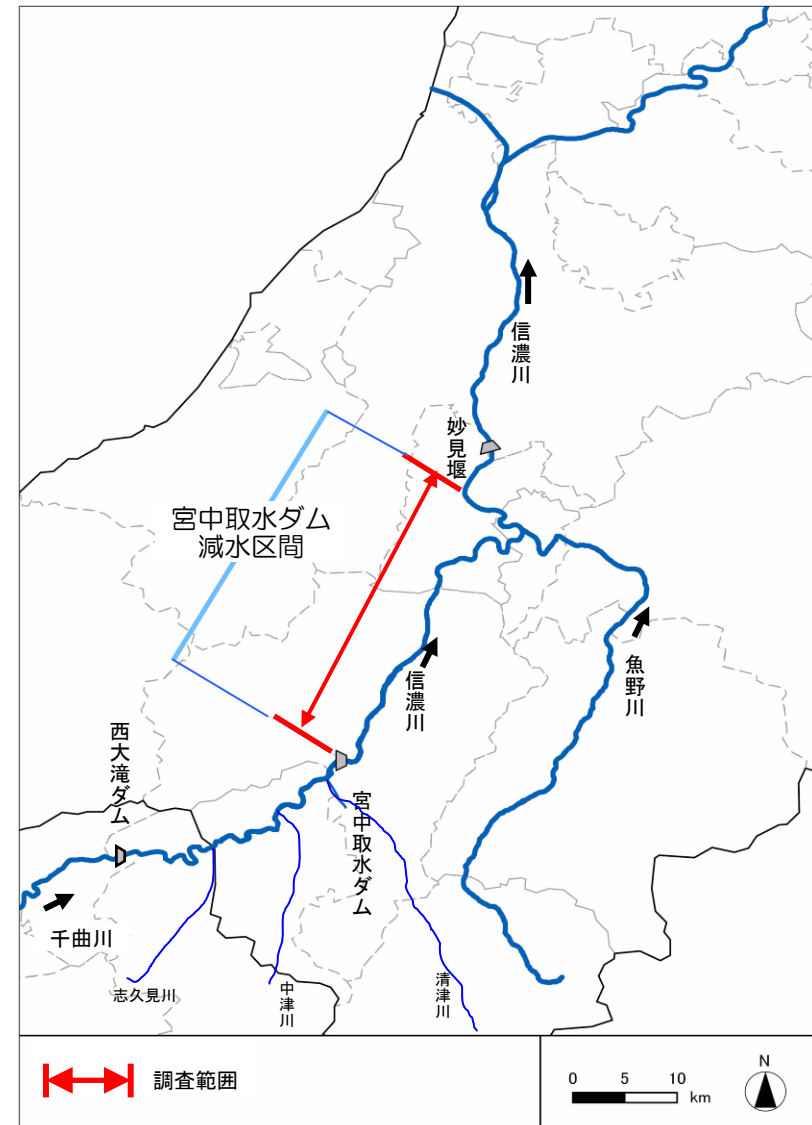 信濃川
妙見堰
宮中取水ダム
減水区間
信濃川
魚野川
西大滝ダム
宮中取水ダム
千曲川
志久見川
中津川
清津川
調査範囲
0 5 10
km
N